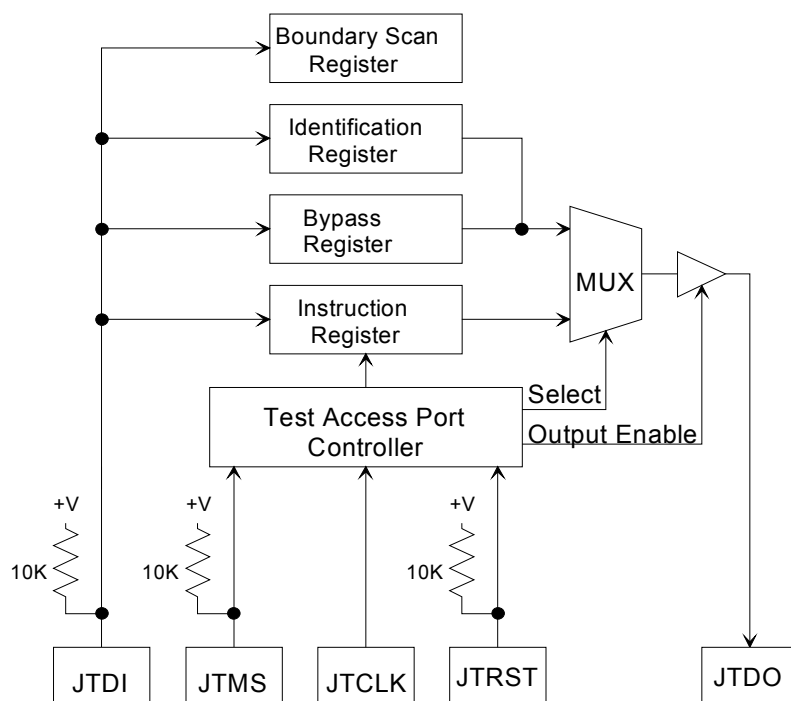 Boundary Scan
Register
Identification
Register
Bypass
Register
MUX
Instruction
Register
Select
Test Access Port
Controller
Output Enable
+V
+V
+V
10K
10K
10K
JTDI
JTMS
JTCLK
JTRST
JTDO